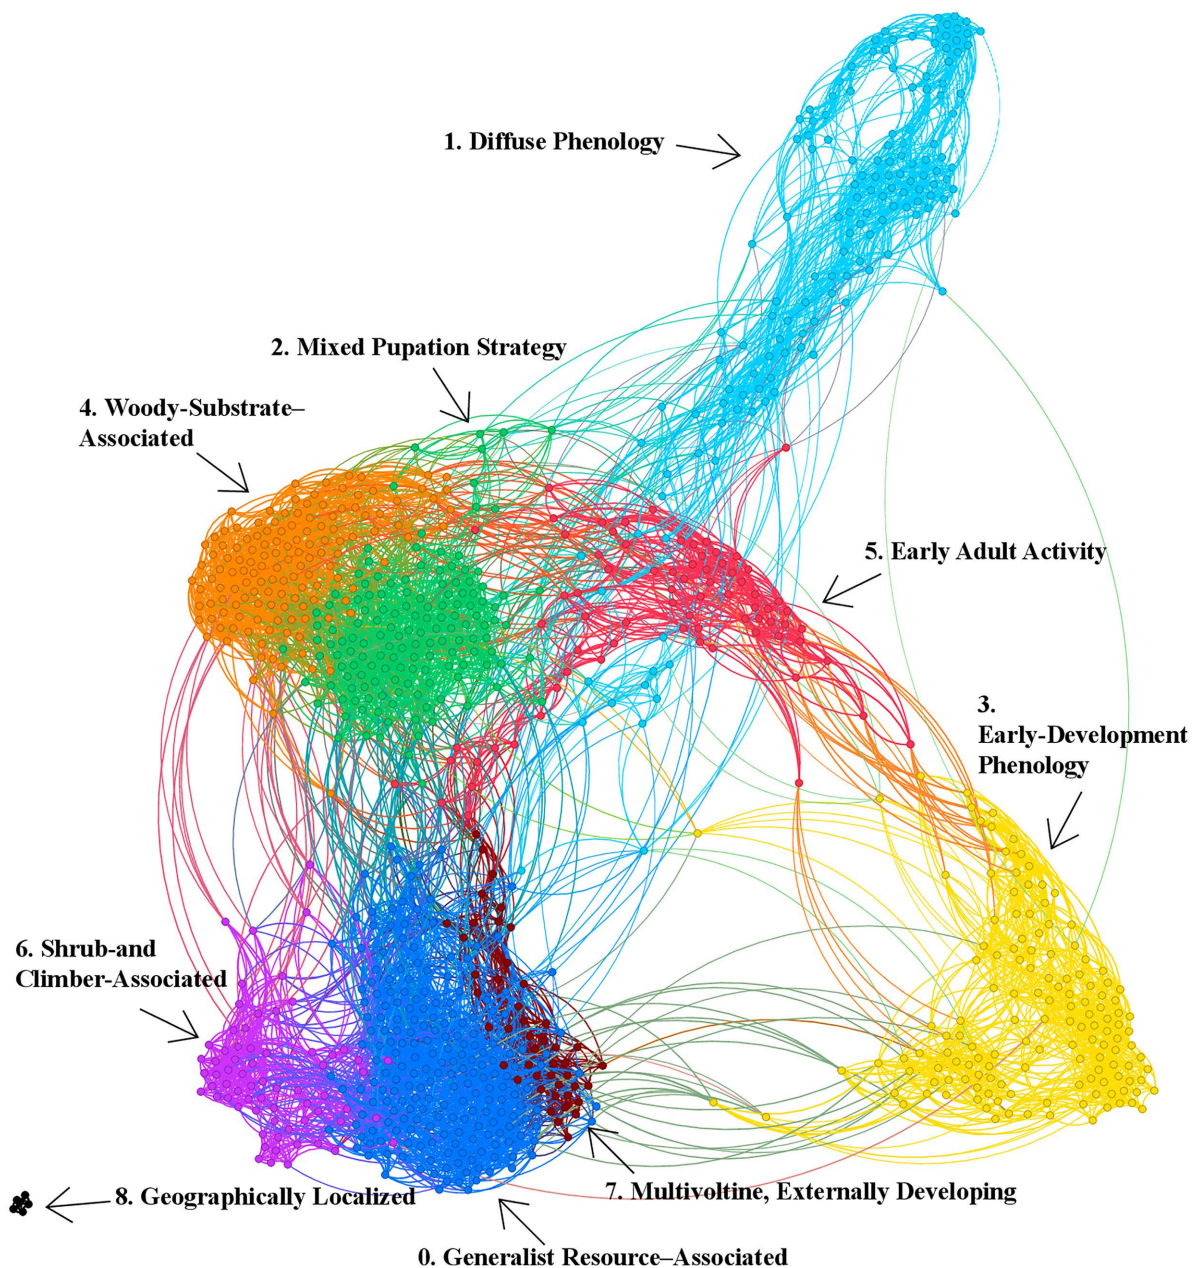 1. Diffuse Phenology
2. Mixed Pupation Strategy
4. Woody-Substrate–
Associated
5. Early Adult Activity
3.
Early-Development
Phenology
6. Shrub-and
Climber-Associated
8. Geographically Localized
7. Multivoltine, Externally Developing
0. Generalist Resource–Associated